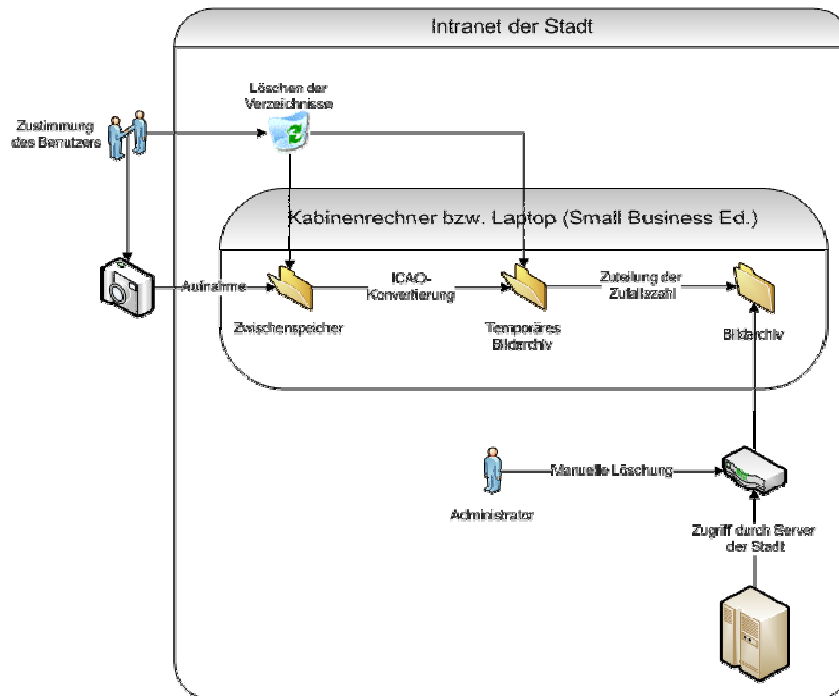 Intranet der Stadt
Löschen der
Verzeichnisse
Zustimmung
des Benutzers
Kabinenrechner bzw. Laptop (Small Business Ed.)
Aufnahme
ICAO-
Konvertierung
Zuteilung der
Zufallszahl
Zwischenspeicher
Temporäres
Bildarchiv
Bildarchiv
Manuelle Löschung
Administrator
Zugriff durch Server
der Stadt